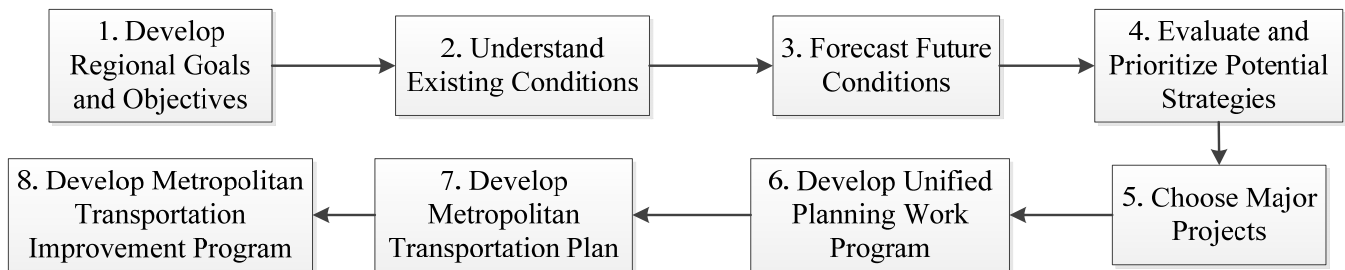 1. Develop
Regional Goals
and Objectives
2. Understand
Existing Conditions
3. Forecast Future
Conditions
4. Evaluate and
Prioritize Potential
Strategies
5. Choose Major
Projects
6. Develop Unified
Planning Work
Program
7. Develop
Metropolitan
Transportation Plan
8. Develop Metropolitan
Transportation
Improvement Program